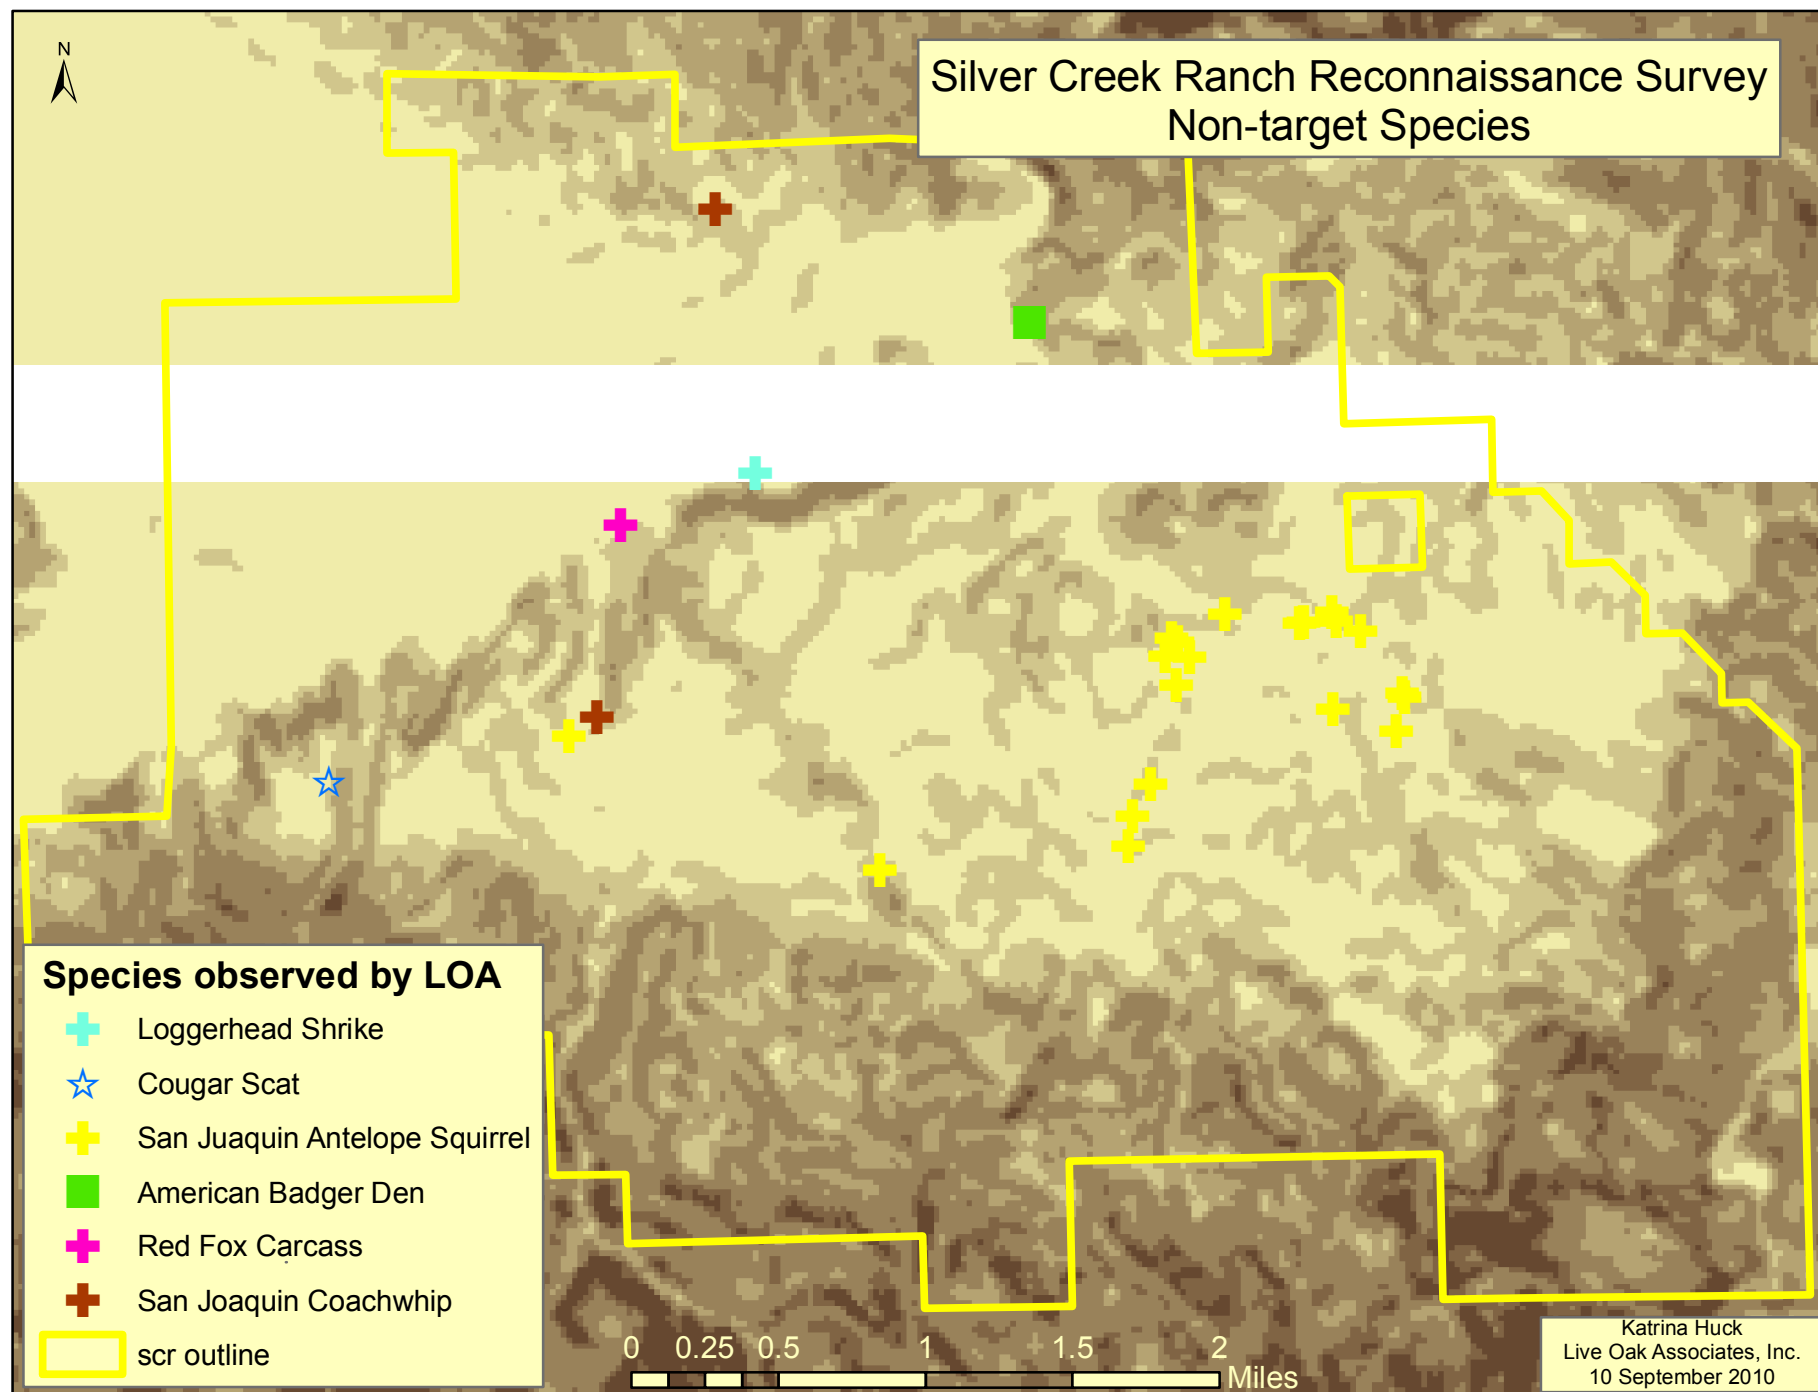 N
Silver Creek Ranch Reconnaissance Survey
Non-target Species
Species observed by LOA
Loggerhead Shrike
Cougar Scat
San Juaquin Antelope Squirrel
American Badger Den
Red Fox Carcass
San Joaquin Coachwhip
scr outline
0 0.25 0.5 1 1.5 2
Miles
Katrina Huck
Live Oak Associates, Inc.
10 September 2010